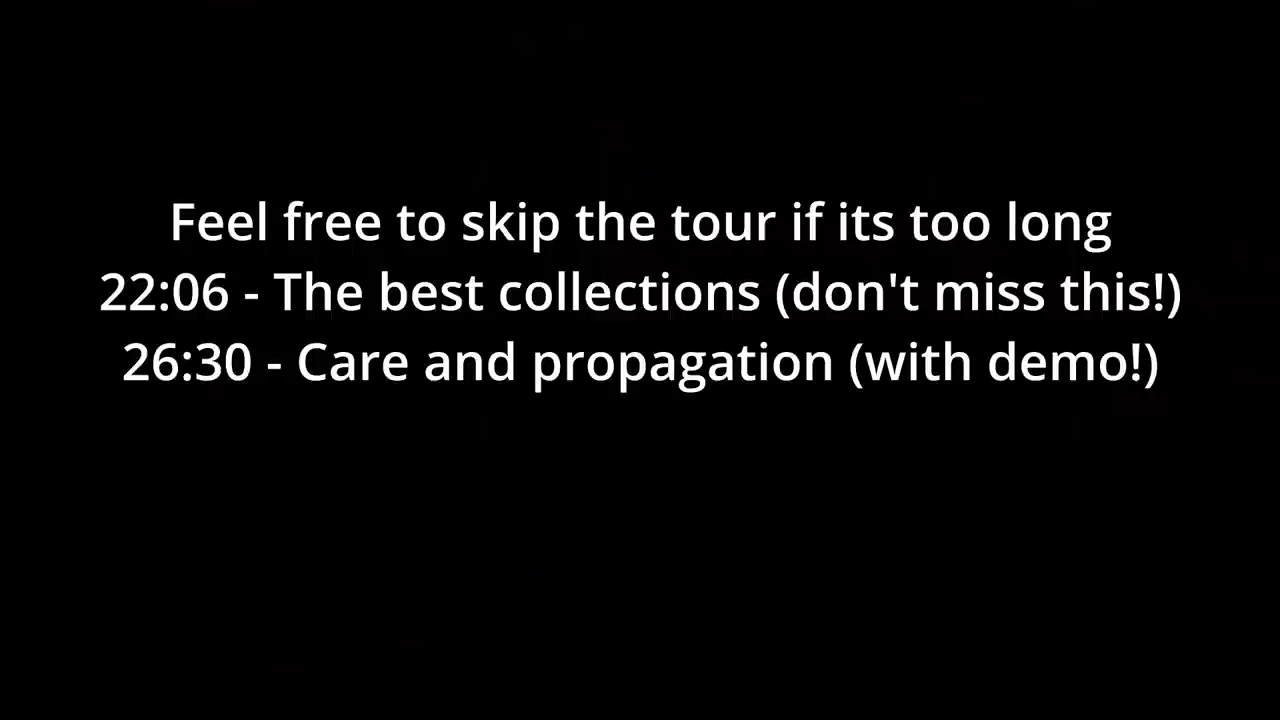 Feel free to skip the tour if its too long
22:06 - The best collections (don't miss this!)
26:30 - Care and propagation (with demo!)